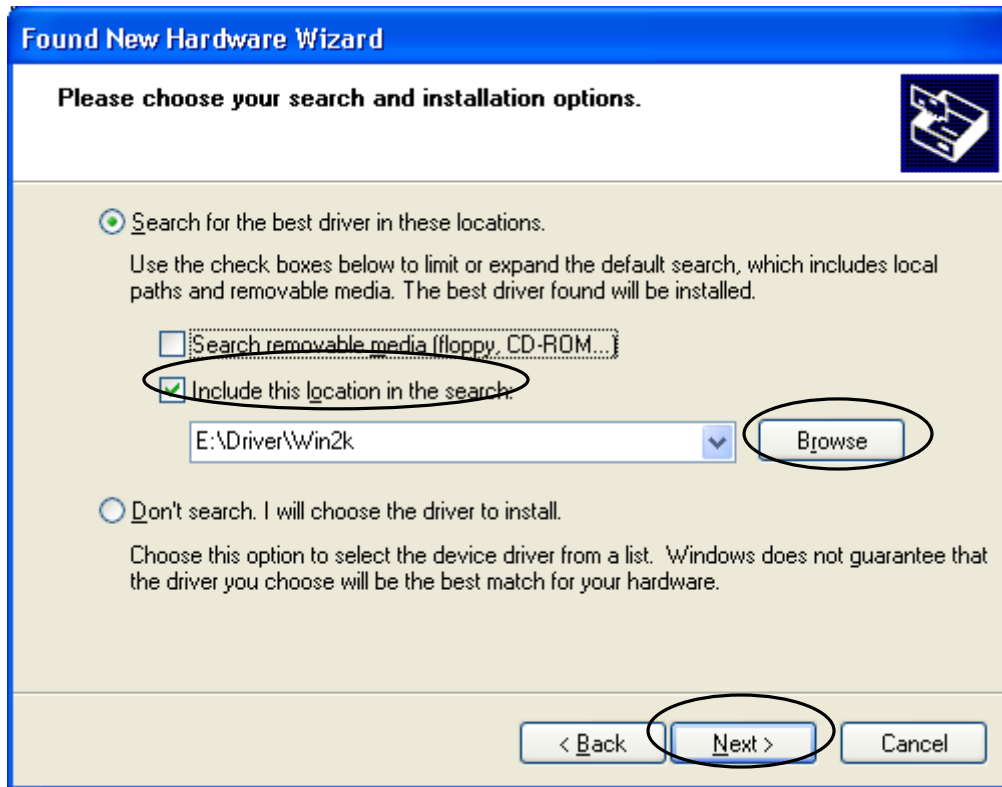 Found New Hardware Wizard
Please choose your search and installation options.
Search for the best driver in these locations.
Use the check boxes below to limit or expand the default search, which includes local
paths and removable media. The best driver found will be installed.
Search removable media (floppy, CD-ROM...)
Include this location in the search:
E:\Driver\Win2k
Browse
Don't search. I will choose the driver to install.
Choose this option to select the device driver from a list. Windows does not guarantee that
the driver you choose will be the best match for your hardware.
< Back Next > Cancel